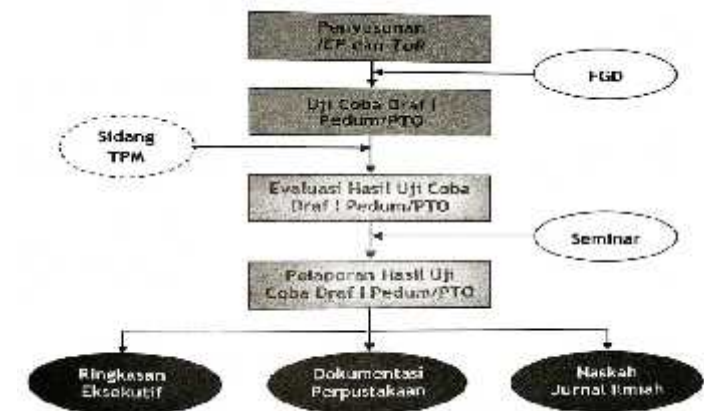 Penyusunan
ICF dan ToR
FGD
Uji Coba Draf I
Pedum/PTO
Sidang
TPM
Evaluasi Hasil Uji Coba
Draf I Pedum/PTO
Seminar
Pelaporan Hasil Uji
Coba Draf I Pedum/PTO
Ringkasan
Eksekutif
Dokumentasi
Perpustakaan
Naskah
Jurnal Ilmiah